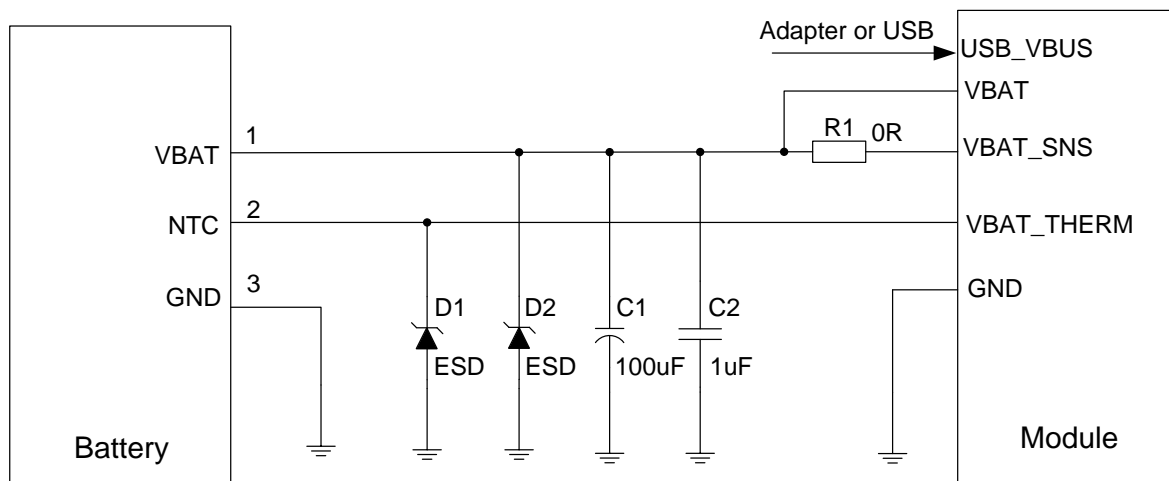 Adapter or USB
USB_VBUS
VBAT
R1 0R
1
VBAT
VBAT_SNS
2
NTC
VBAT_THERM
3
GND
GND
D1
D2
C1
C2
ESD
ESD
100uF
1uF
Battery
Module